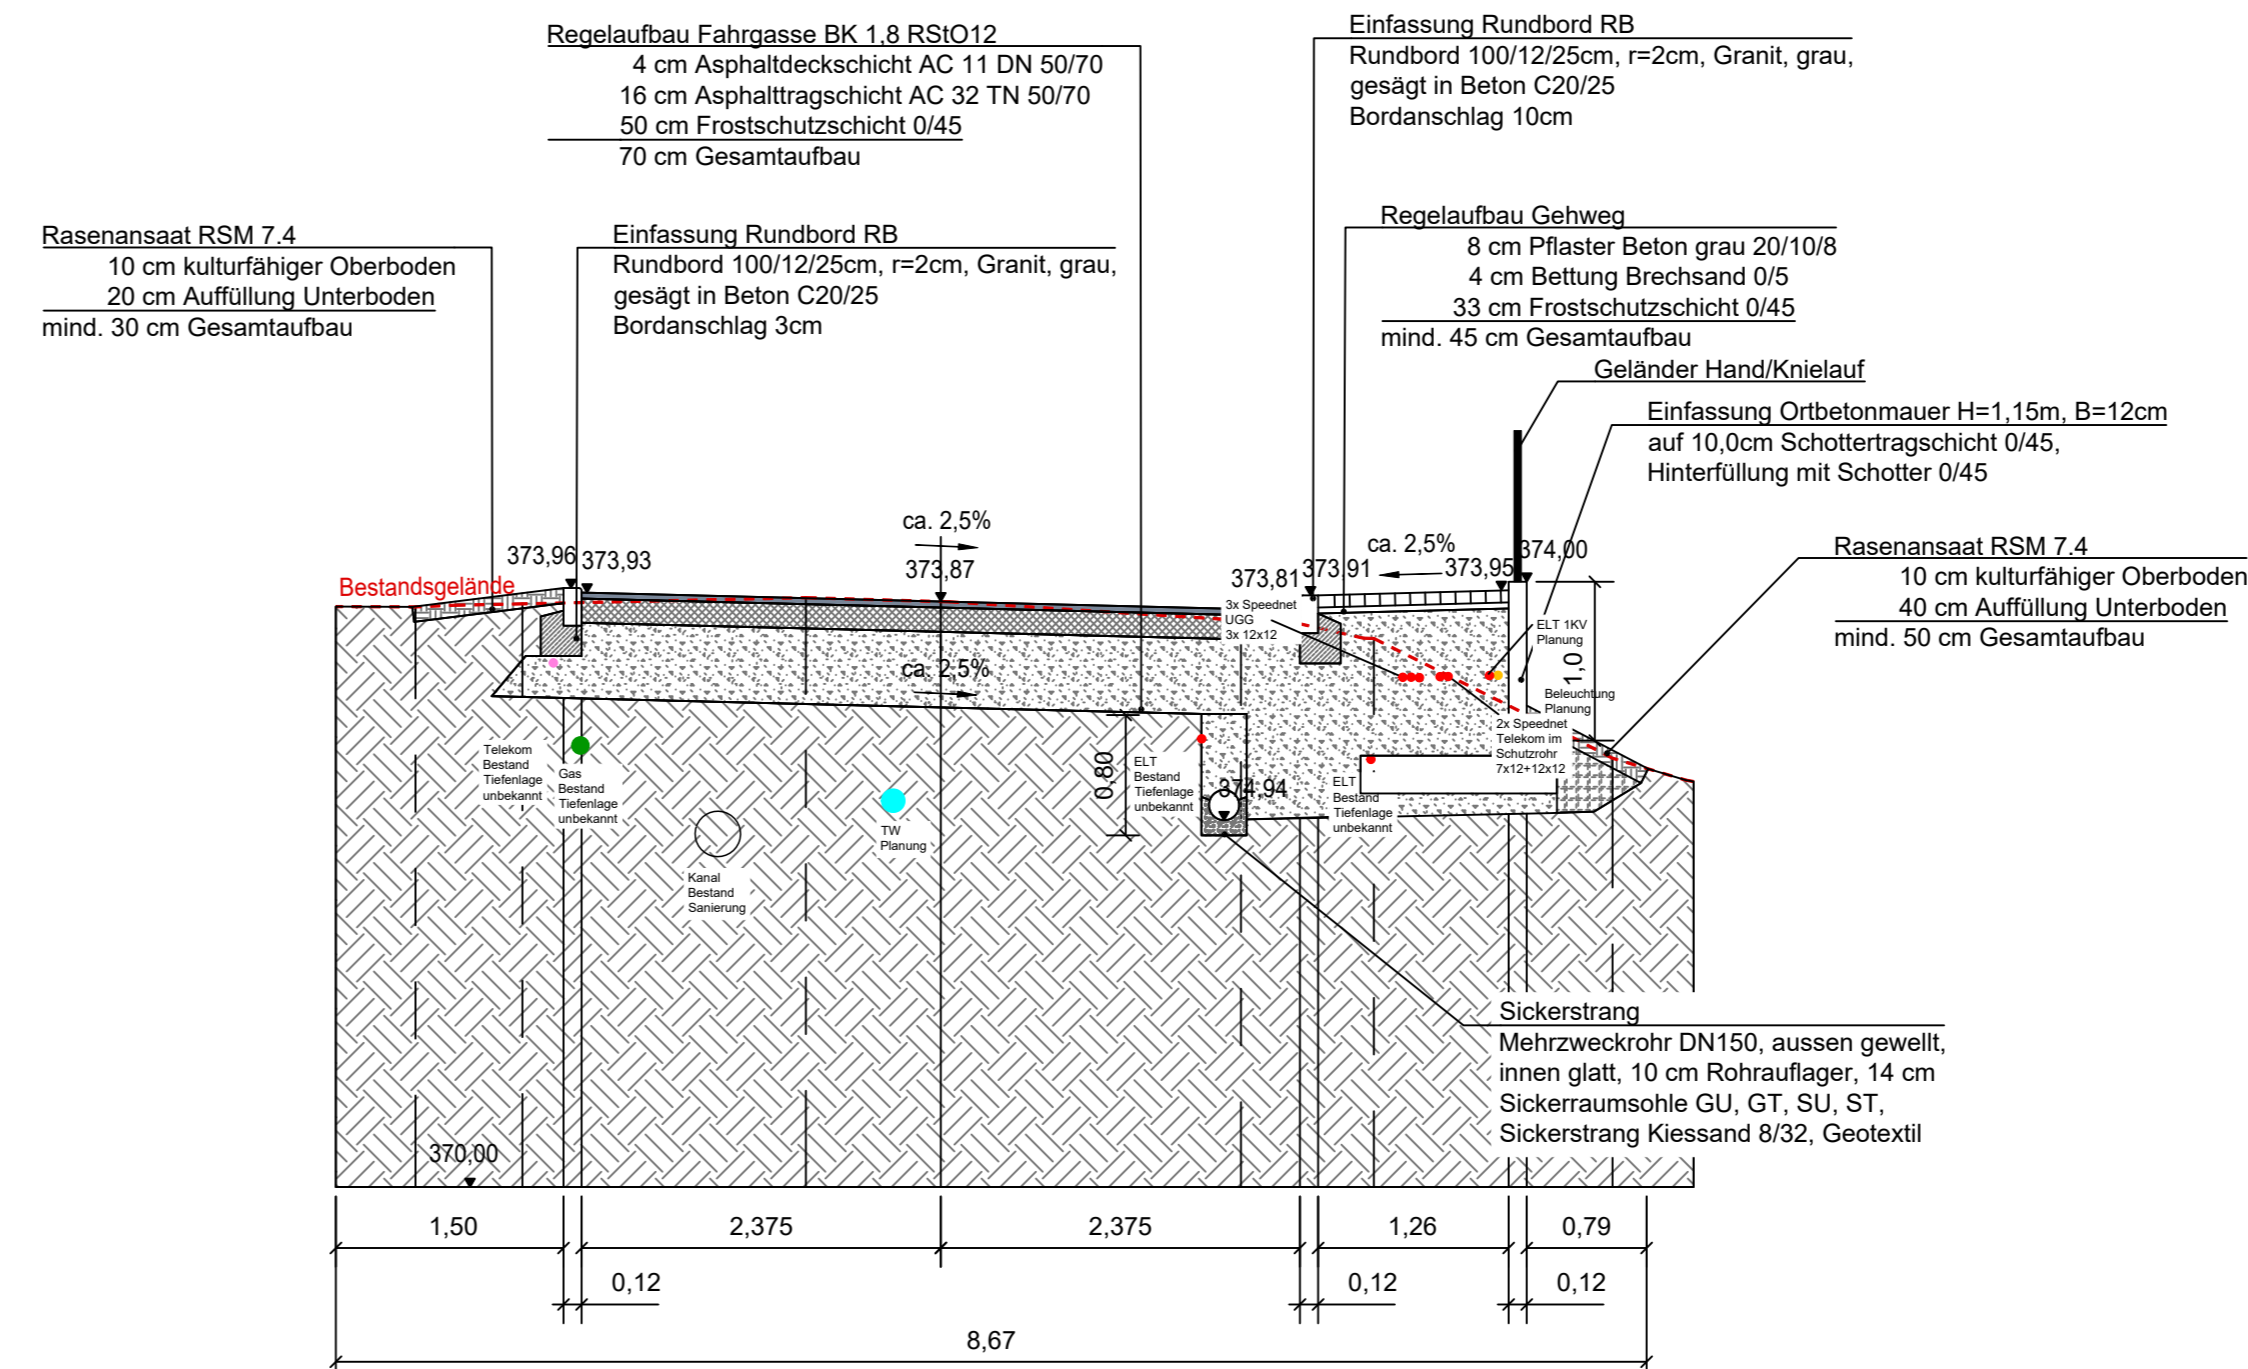 Regelaufbau Fahrgasse BK 1,8 RStO12
4 cm Asphaltdeckschicht AC 11 DN 50/70
16 cm Asphalttragschicht AC 32 TN 50/70
50 cm Frostschutzschicht 0/45
70 cm Gesamtaufbau
Einfassung Rundbord RB
Rundbord 100/12/25cm, r=2cm, Granit, grau,
gesägt in Beton C20/25
Bordanschlag 10cm
Rasenansaat RSM 7.4
10 cm kulturfähiger Oberboden
20 cm Auffüllung Unterboden
mind. 30 cm Gesamtaufbau
Einfassung Rundbord RB
Rundbord 100/12/25cm, r=2cm, Granit, grau,
gesägt in Beton C20/25
Bordanschlag 3cm
Regelaufbau Gehweg
8 cm Pflaster Beton grau 20/10/8
4 cm Bettung Brechsand 0/5
33 cm Frostschutzschicht 0/45
mind. 45 cm Gesamtaufbau
Geländer Hand/Knielauf
Einfassung Ortbetonmauer H=1,15m, B=12cm
auf 10,0cm Schottertragschicht 0/45,
Hinterfüllung mit Schotter 0/45
Rasenansaat RSM 7.4
10 cm kulturfähiger Oberboden
40 cm Auffüllung Unterboden
mind. 50 cm Gesamtaufbau
Bestandsgelände
373,96
373,93
ca. 2,5%
373,87
373,81
373,91
ca. 2,5%
373,95
374,00
3x Speednet
UGG
3x 12x12
ELT 1KV
Planung
1,0
Beleuchtung
Planung
ca. 2,5%
2x Speednet
Telekom im
Schutzrohr
7x12+12x12
Telekom
Bestand
Tiefenlage
unbekannt
Gas
Bestand
Tiefenlage
unbekannt
0,80
ELT
Bestand
Tiefenlage
unbekannt
374,94
ELT
Bestand
Tiefenlage
unbekannt
TW
Planung
Kanal
Bestand
Sanierung
Sickerstrang
Mehrzweckrohr DN150, aussen gewellt,
innen glatt, 10 cm Rohrauflager, 14 cm
Sickerraumsohle GU, GT, SU, ST,
Sickerstrang Kiessand 8/32, Geotextil
370,00
1,50
2,375
2,375
1,26
0,79
0,12
0,12
0,12
8,67